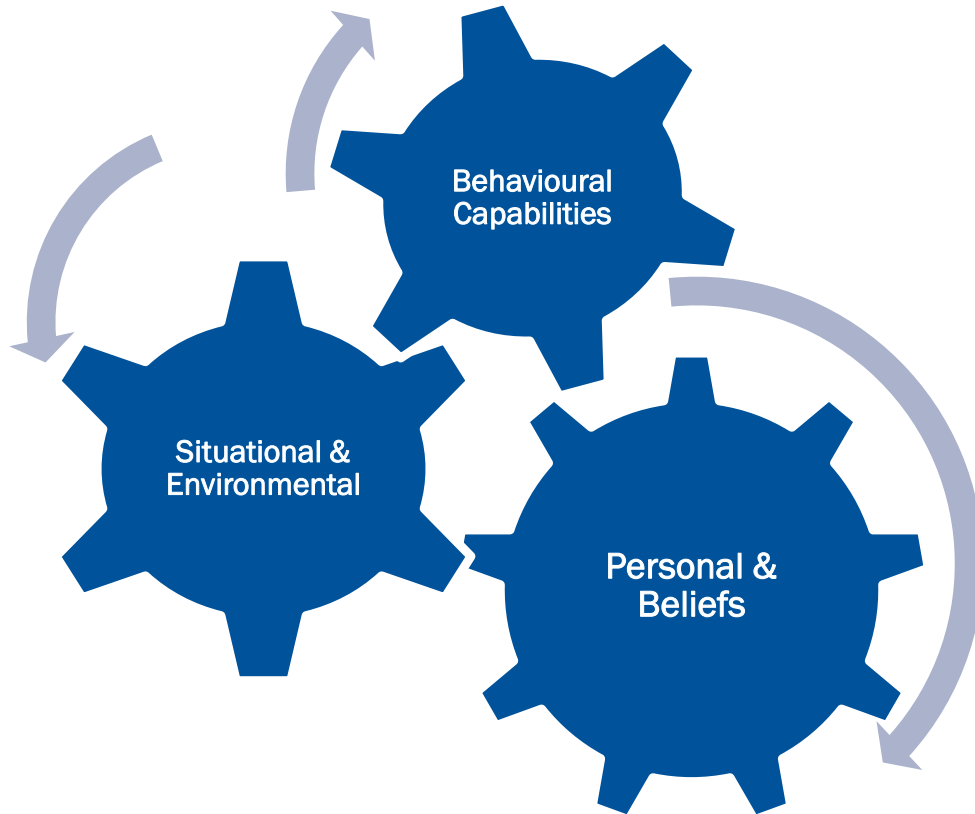 Behavioural
Capabilities
Situational &
Environmental
Personal &
Beliefs